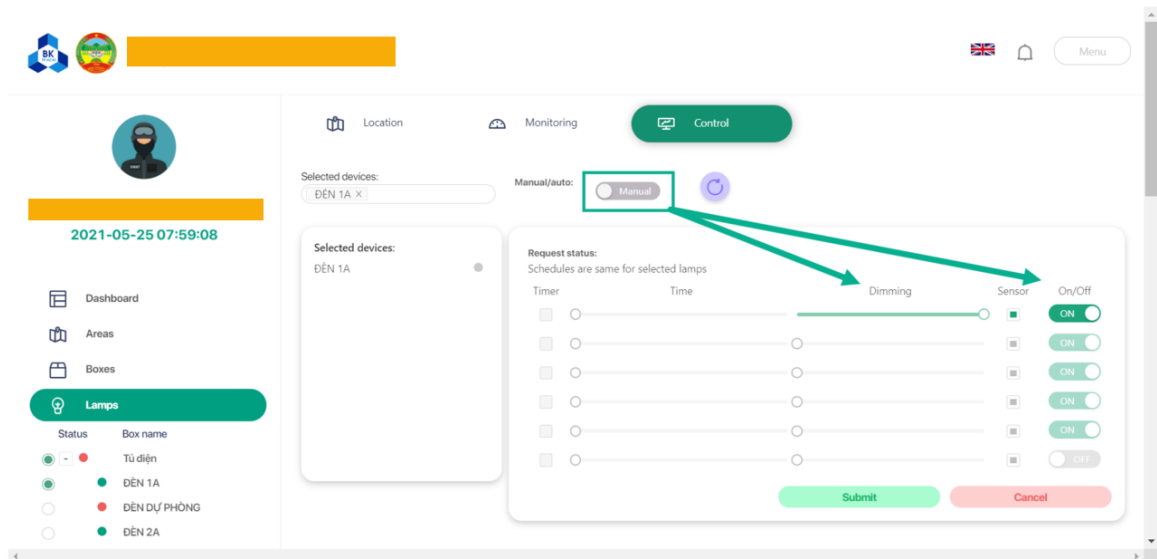 BK
Menu
Location
Monitoring
Control
Selected devices:
ĐÈN 1A ×
Manual/auto:
Manual
2021-05-25 07:59:08
Dashboard
Areas
Boxes
Lamps
Status Box name
Tủ điện
ĐÈN 1A
ĐÈN DỰ PHÒNG
ĐÈN 2A
Selected devices:
ĐÈN 1A
Request status:
Schedules are same for selected lamps
Timer Time Dimming Sensor On/Off
ON
ON
ON
ON
ON
OFF
Submit Cancel